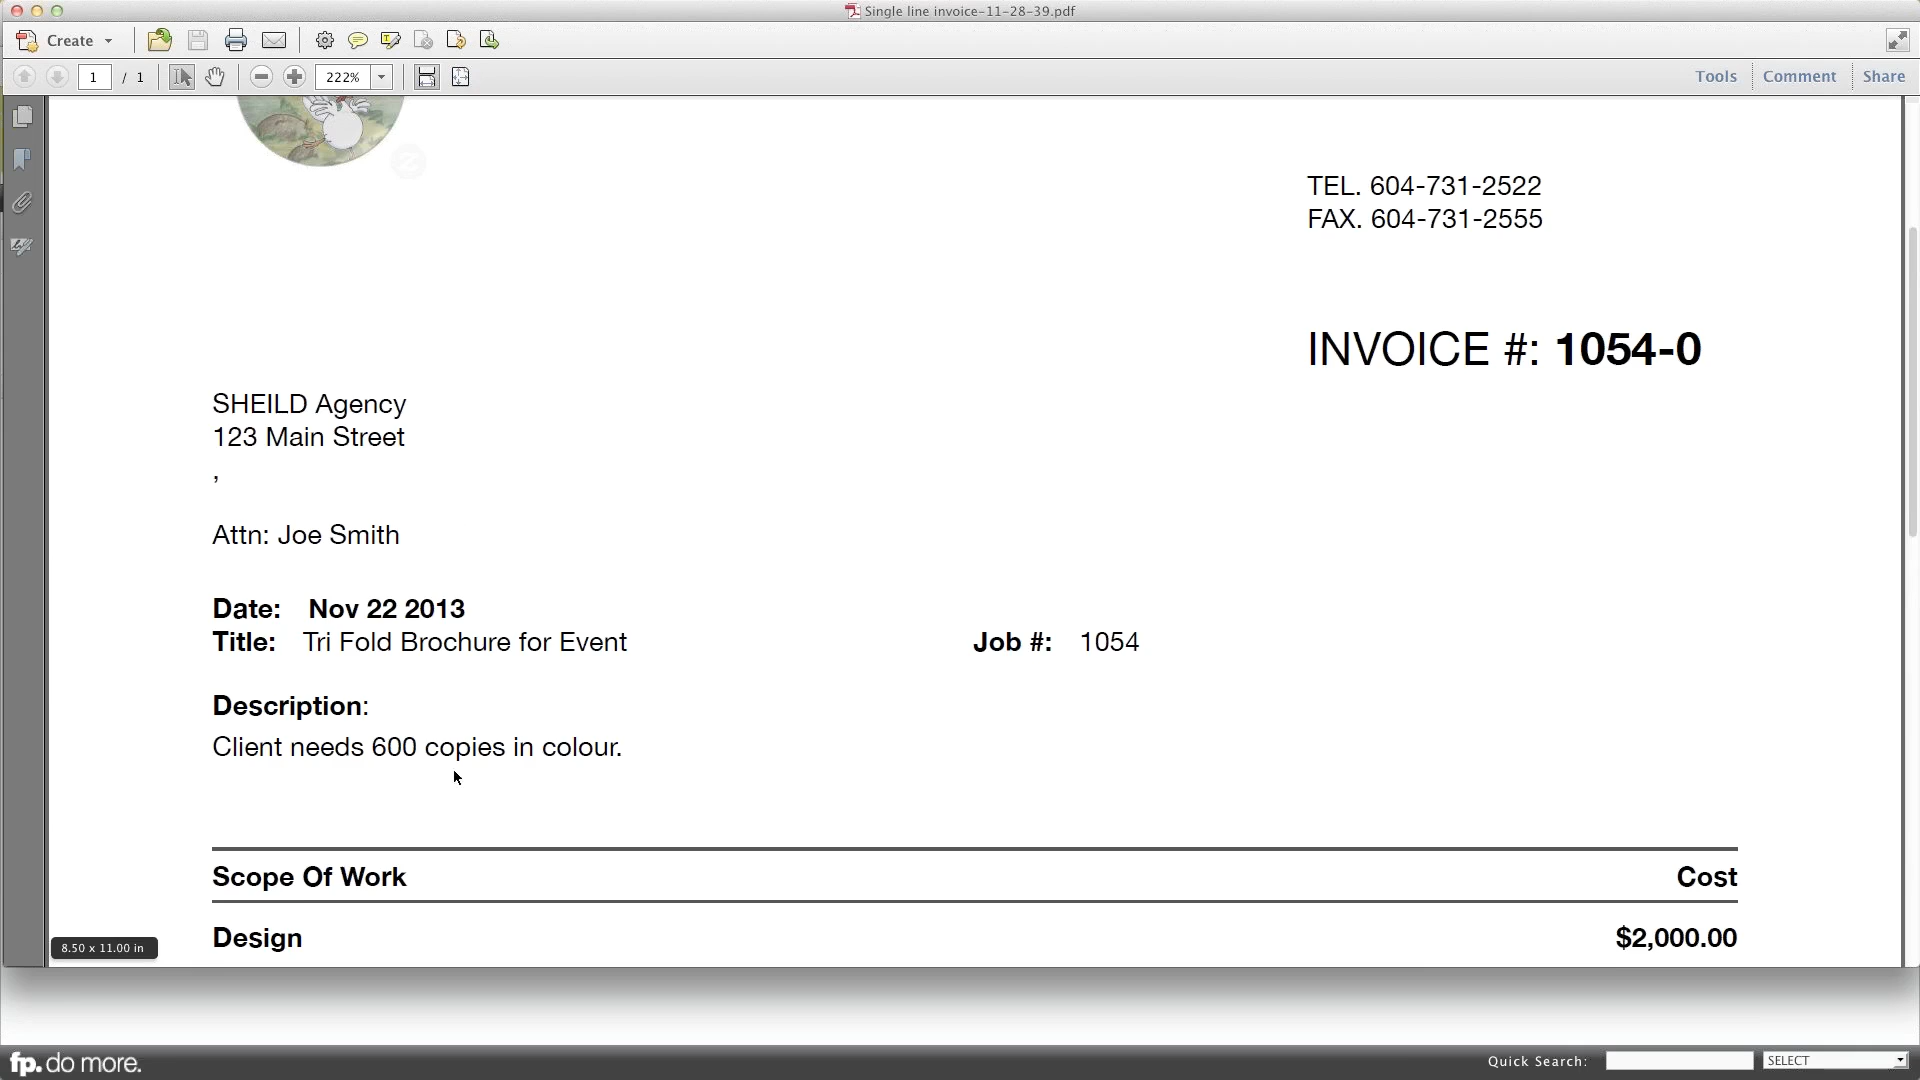 Single line invoice-11-28-39.pdf
Create
1 / 1
222%
Tools
Comment
Share
TEL. 604-731-2522
FAX. 604-731-2555
INVOICE #: 1054-0
SHEILD Agency
123 Main Street
,
Attn: Joe Smith
Date: Nov 22 2013
Title: Tri Fold Brochure for Event
Job #: 1054
Description:
Client needs 600 copies in colour.
Scope Of Work Cost
Design $2,000.00
8.50 x 11.00 in
fp. do more.
Quick Search:
SELECT